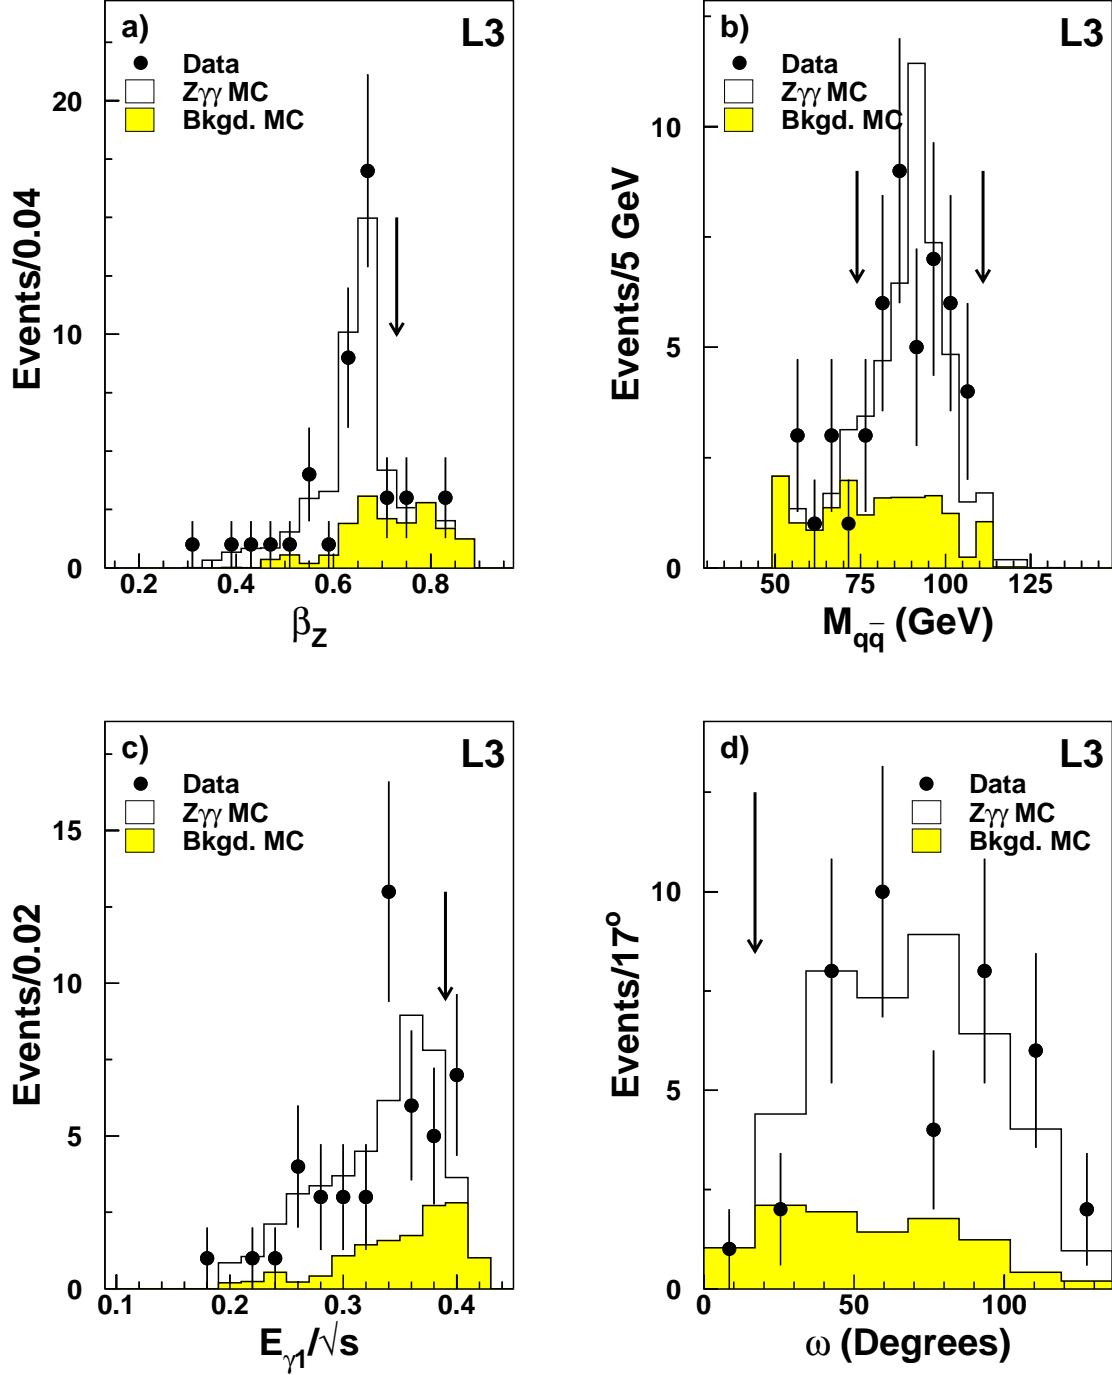 a)
L3
Data
Zγγ MC
Bkgd. MC
Events/0.04
20
10
0
0.2 0.4 0.6 0.8
βZ
b)
L3
Data
Zγγ MC
Bkgd. MC
Events/5 GeV
10
5
0
50 75 100 125
Mqq̅ (GeV)
c)
L3
Data
Zγγ MC
Bkgd. MC
Events/0.02
15
10
5
0
0.1 0.2 0.3 0.4
Eγ1/√s
d)
L3
Data
Zγγ MC
Bkgd. MC
Events/17°
10
5
0
0 50 100
ω (Degrees)